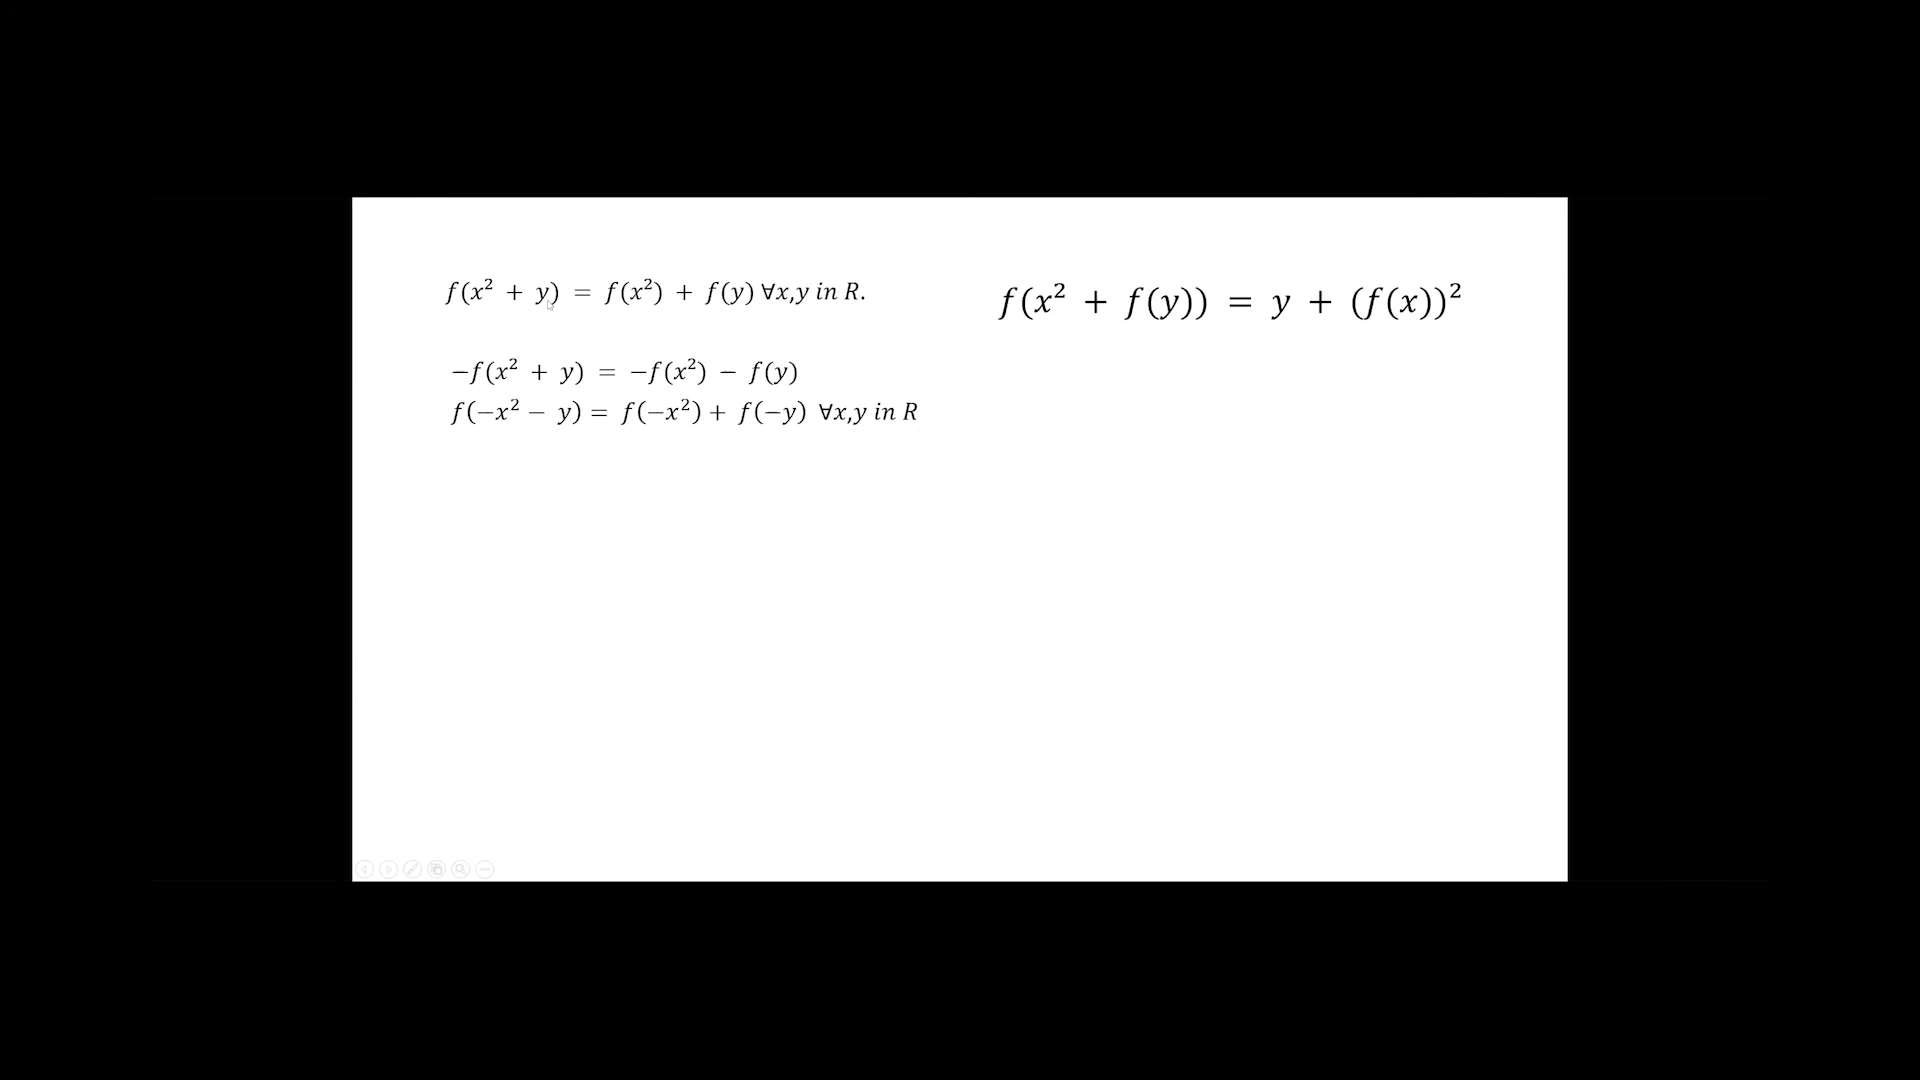 f(x² + y) = f(x²) + f(y) ∀x,y in R.
f(x² + f(y)) = y + (f(x))²
−f(x² + y) = −f(x²) − f(y)
f(−x² − y) = f(−x²) + f(−y) ∀x,y in R